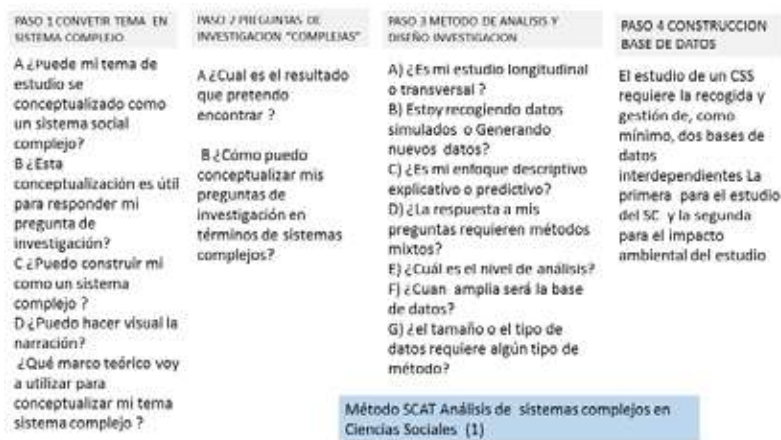 PASO 1 CONVETIR TEMA EN
SISTEMA COMPLEJO
A ¿Puede mi tema de
estudio se
conceptualizado como
un sistema social
complejo?
B ¿Esta
conceptualización es útil
para responder mi
pregunta de
investigación?
C ¿Puedo construir mi
como un sistema
complejo ?
D ¿Puedo hacer visual la
narración?
¿Qué marco teórico voy
a utilizar para
conceptualizar mi tema
sistema complejo ?
PASO 2 PREGUNTAS DE
INVESTIGACION "COMPLEJAS"
A ¿Cual es el resultado
que pretendo
encontrar ?
B ¿Cómo puedo
conceptualizar mis
preguntas de
investigación en
términos de sistemas
complejos?
PASO 3 METODO DE ANALISIS Y
DISEÑO INVESTIGACION
A) ¿Es mi estudio longitudinal
o transversal ?
B) Estoy recogiendo datos
simulados o Generando
nuevos datos?
C) ¿Es mi enfoque descriptivo
explicativo o predictivo?
D) ¿La respuesta a mis
preguntas requieren métodos
mixtos?
E) ¿Cuál es el nivel de análisis?
F) ¿Cuan amplia será la base
de datos?
G) ¿el tamaño o el tipo de
datos requiere algún tipo de
método?
PASO 4 CONSTRUCCION
BASE DE DATOS
El estudio de un CSS
requiere la recogida y
gestión de, como
mínimo, dos bases de
datos
interdependientes La
primera para el estudio
del SC y la segunda
para el impacto
ambiental del estudio
Método SCAT Análisis de sistemas complejos en
Ciencias Sociales (1)